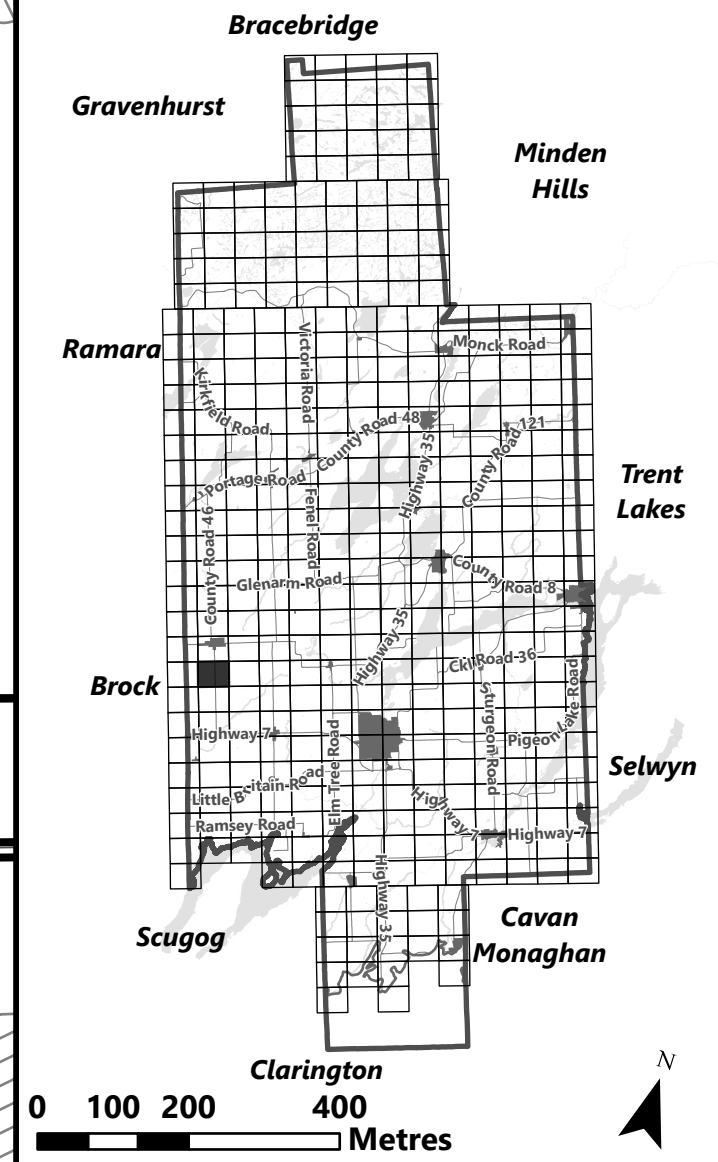 Bracebridge
Gravenhurst
Minden
Hills
Ramara
Monck Road
Victoria Road
Kirkfield Road
County Road 48
County Road 121
Highway 35
Portage Road
Trent
Lakes
Fenel Road
County Road 46
Glenarm Road
County Road 8
Highway 35
Ckl Road 36
Brock
Sturgeon Road
Pigeon Lake Road
Highway 7
Elm Tree Road
Selwyn
Little Britain Road
Highway 7
Ramsey Road
Highway 7
Highway 35
Scugog
Cavan
Monaghan
Clarington
N
0 100 200 400
Metres